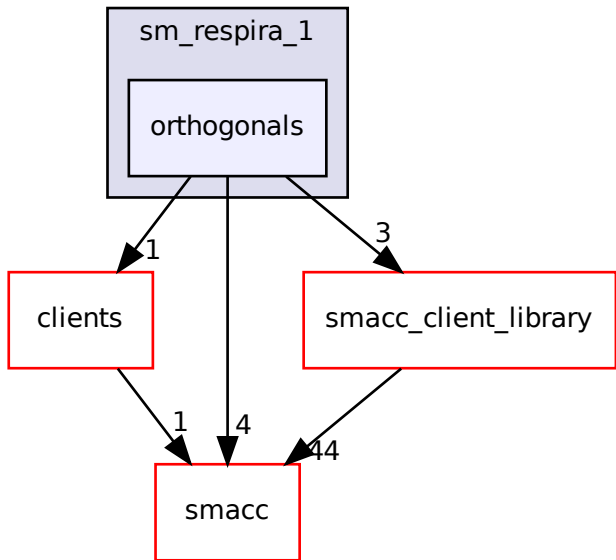 sm_respira_1
orthogonals
1
3
clients
smacc_client_library
1
4
44
smacc